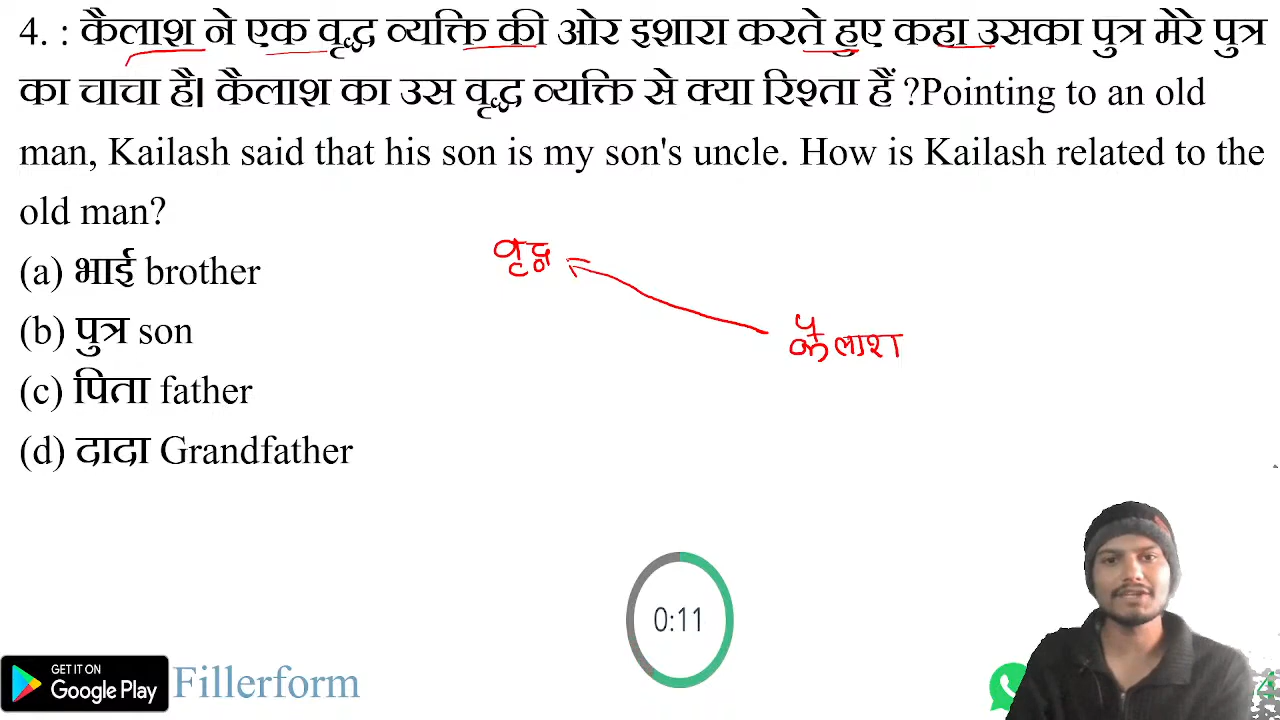 4. : कैलाश ने एक वृद्ध व्यक्ति की ओर इशारा करते हुए कहा उसका पुत्र मेरे पुत्र
का चाचा है। कैलाश का उस वृद्ध व्यक्ति से क्या रिश्ता हैं ?Pointing to an old
man, Kailash said that his son is my son's uncle. How is Kailash related to the
old man?
(a) भाई brother
वृद्ध
(b) पुत्र son
कैलाश
(c) पिता father
(d) दादा Grandfather
0:11
GET IT ON
Google Play
Fillerform
4